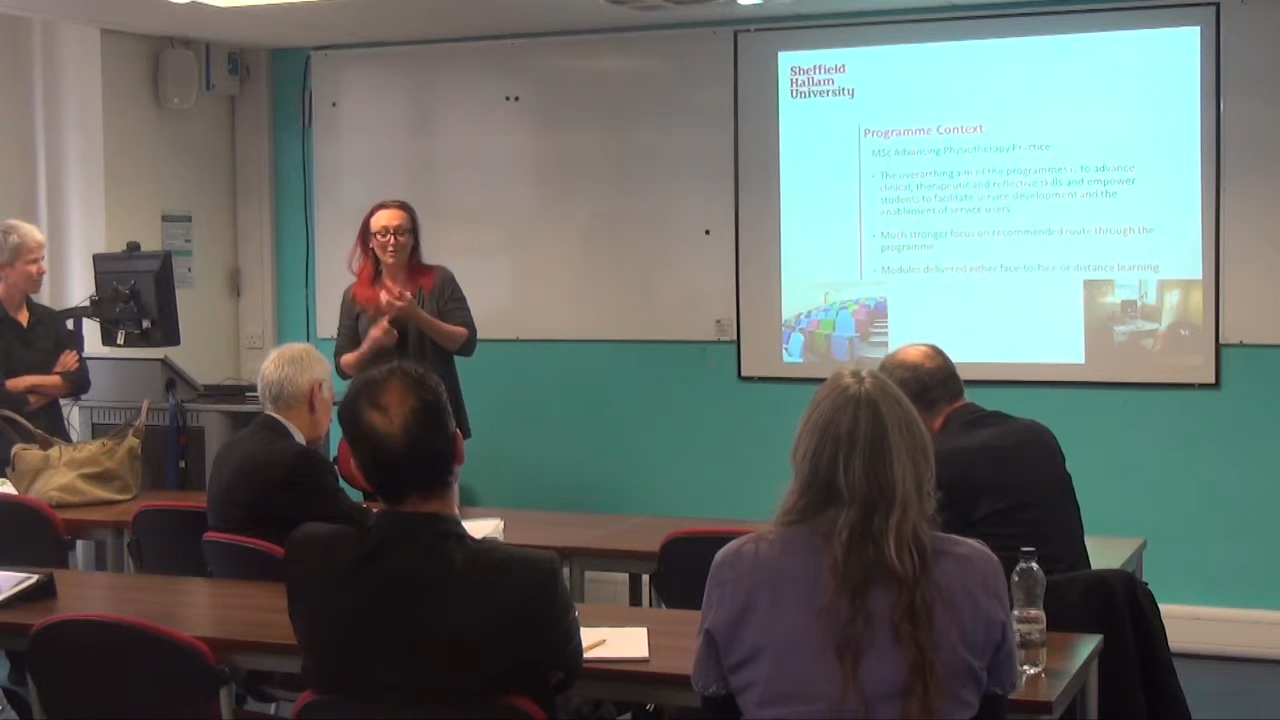 Sheffield
Hallam
University
Programme Context
MSc Advancing Physiotherapy Practice
- The overarching aim of the programmes is to advance
clinical, therapeutic and reflective skills and empower
students to facilitate service development and the
enablement of service users
- Much stronger focus on recommended route through the
programme
- Modules delivered either face-to-face or distance learning